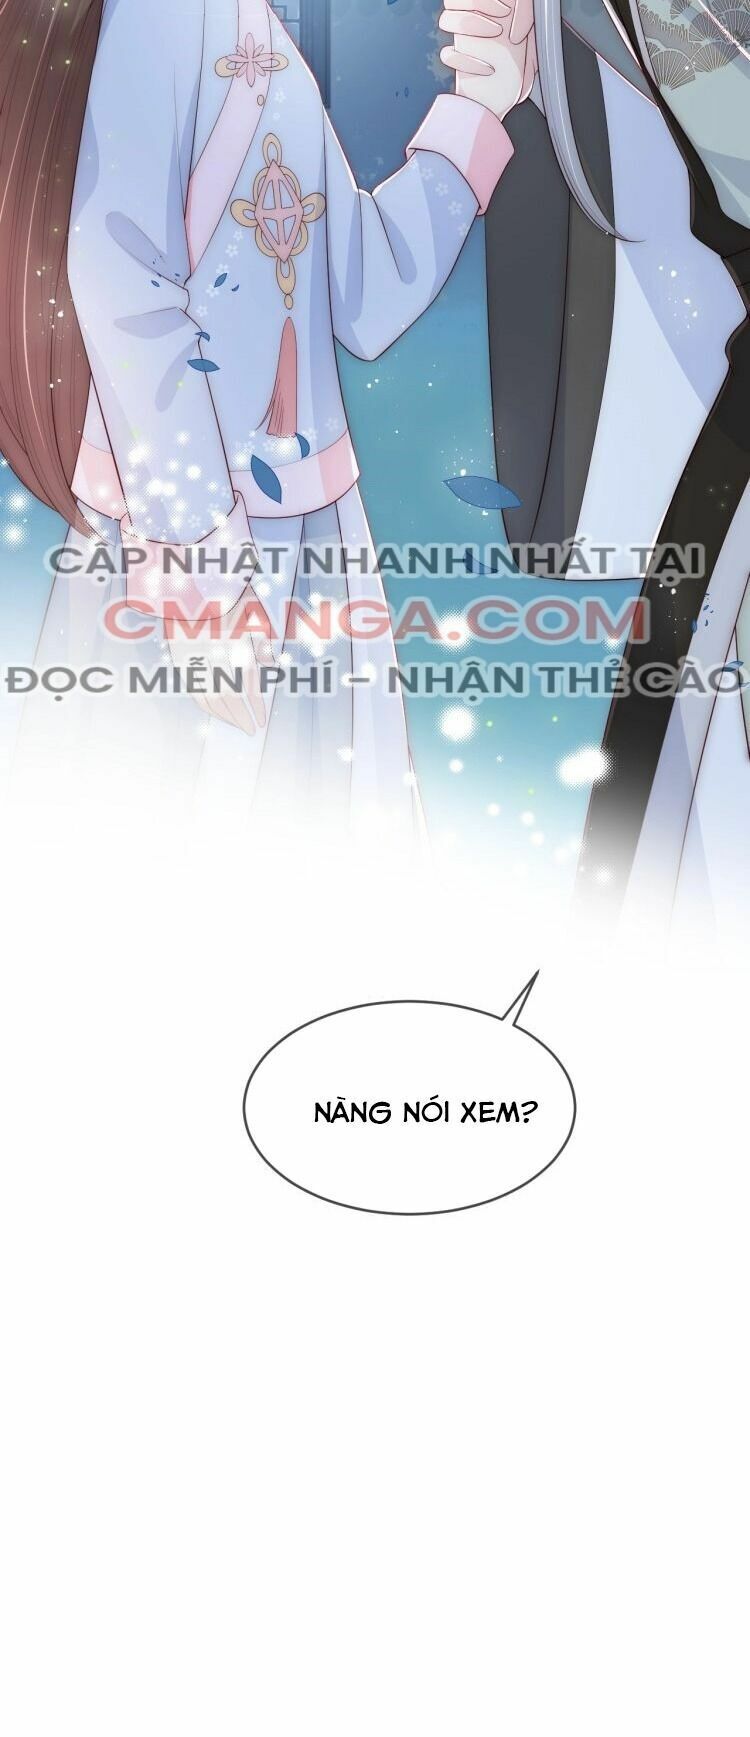 CẬP NHẬT NHANH NHẤT TẠI
CMANGA.COM
ĐỌC MIỄN PHÍ - NHẬN THẺ CÀO
NÀNG NÓI XEM?